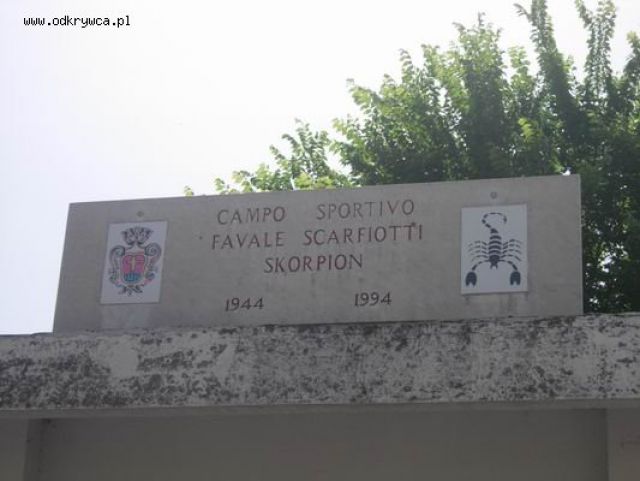 www.odkrywca.pl
CAMPO SPORTIVO
FAVALE SCARFIOTTI
SKORPION
1944 1994